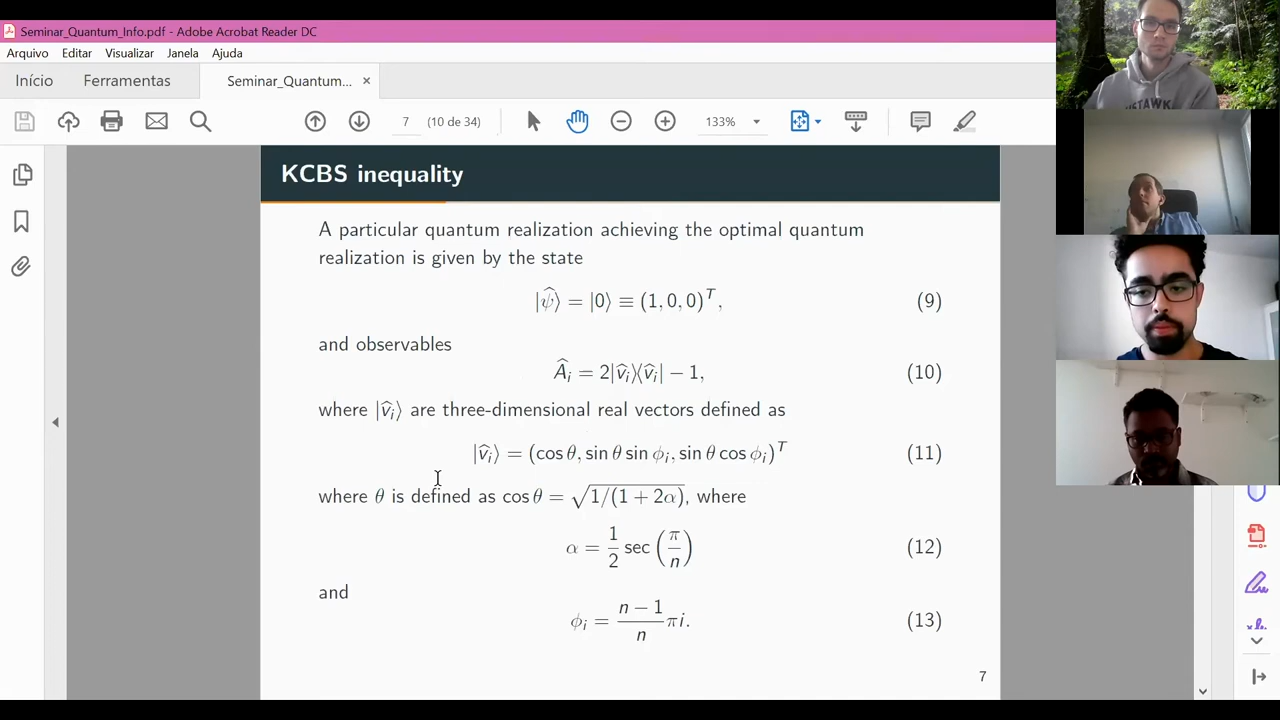 Seminar_Quantum_Info.pdf - Adobe Acrobat Reader DC
Arquivo Editar Visualizar Janela Ajuda
Início Ferramentas Seminar_Quantum... ×
7 (10 de 34) 133%
KCBS inequality
A particular quantum realization achieving the optimal quantum
realization is given by the state
|ψ̂⟩ = |0⟩ ≡ (1, 0, 0)ᵀ, (9)
and observables
Â_i = 2|v̂_i⟩⟨v̂_i| − 1, (10)
where |v̂_i⟩ are three-dimensional real vectors defined as
|v̂_i⟩ = (cos θ, sin θ sin ϕ_i, sin θ cos ϕ_i)ᵀ (11)
where θ is defined as cos θ = √(1/(1 + 2α)), where
α = 1/2 sec (π/n) (12)
and
ϕ_i = (n − 1)/n πi. (13)
7